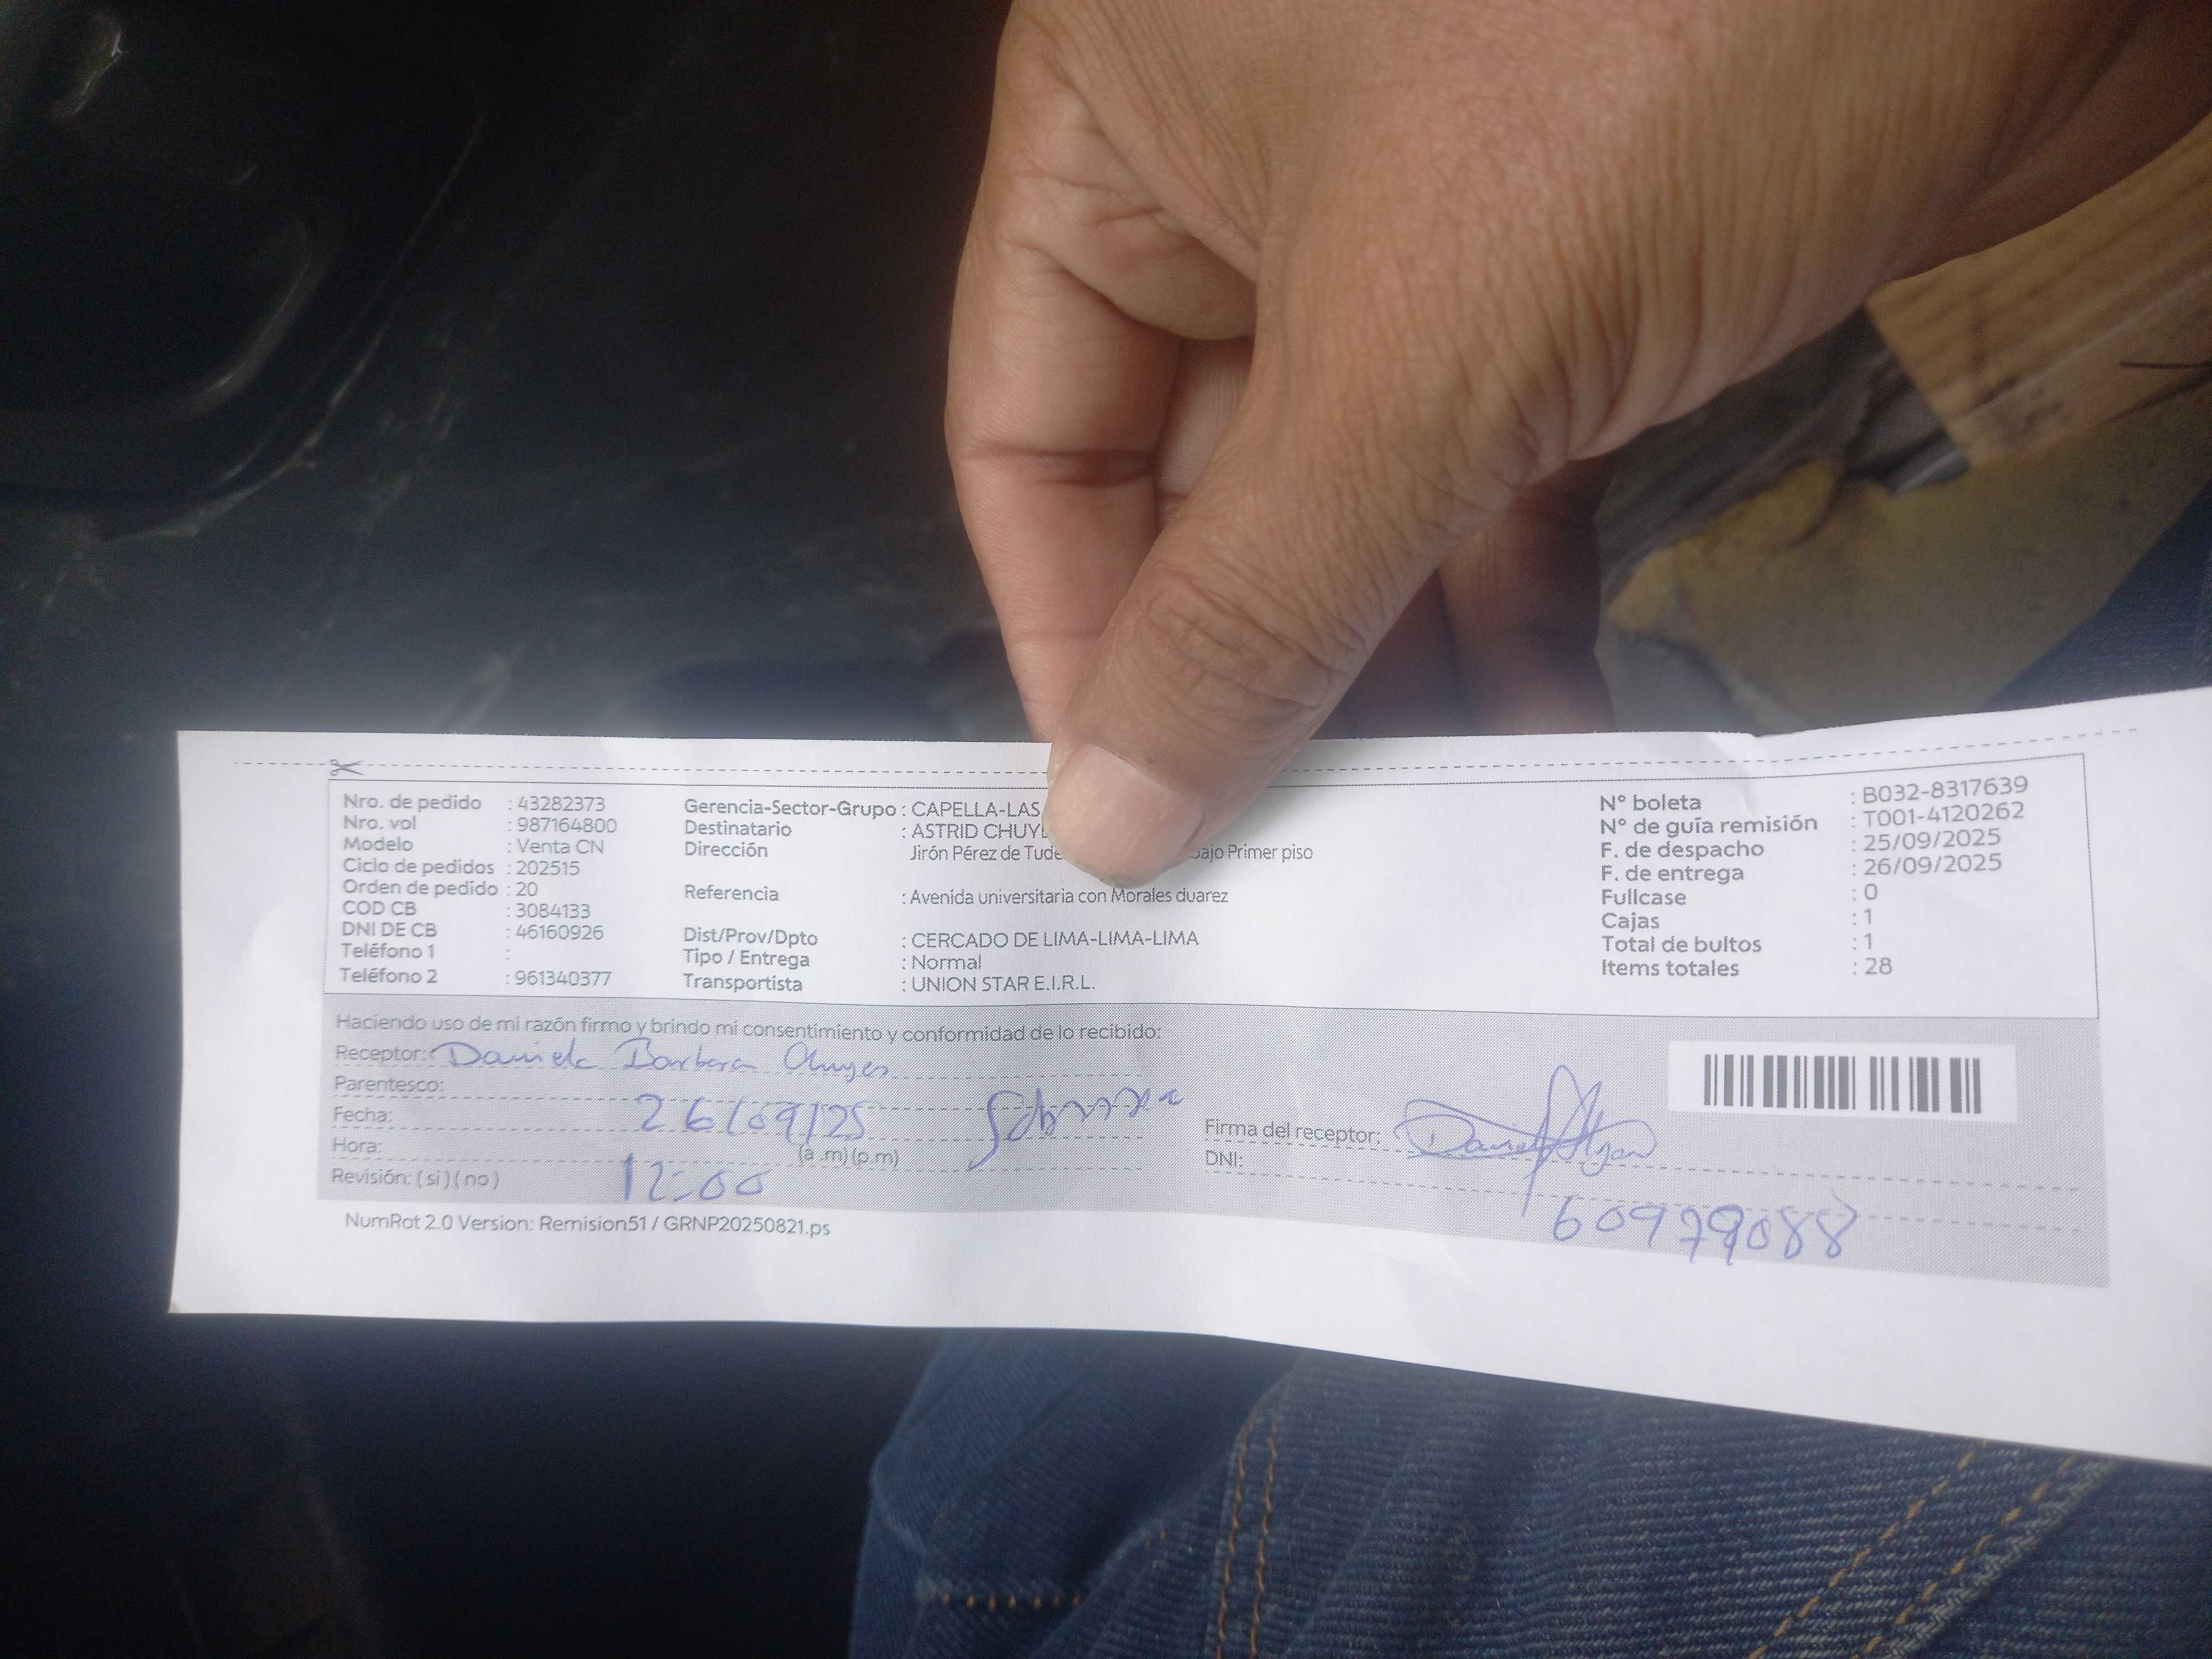 Nro. de pedido : 43282373
Nro. vol : 987164800
Modelo : Venta CN
Ciclo de pedidos : 202515
Orden de pedido : 20
COD CB : 3084133
DNI DE CB : 46160926
Teléfono 1 :
Teléfono 2 : 961340377
Gerencia-Sector-Grupo : CAPELLA-LAS
Destinatario : ASTRID
Dirección Jirón Pérez de Primer piso
Referencia : Avenida universitaria con Morales duarez
Dist/Prov/Dpto : CERCADO DE LIMA-LIMA-LIMA
Tipo / Entrega : Normal
Transportista : UNION STAR E.I.R.L.
N° boleta : B032-8317639
N° de guía remisión : T001-4120262
F. de despacho : 25/09/2025
F. de entrega : 26/09/2025
Fullcase : 0
Cajas : 1
Total de bultos : 1
Items totales : 28
Haciendo uso de mi razón firmo y brindo mi consentimiento y conformidad de lo recibido:
Receptor: Daniela Barbara
Parentesco:
Fecha: 26/09/25
Hora: (a .m) (p.m)
12:00
Revisión: ( si ) ( no )
Firma del receptor:
DNI: 60979088
NumRot 2.0 Version: Remision51 / GRNP20250821.ps